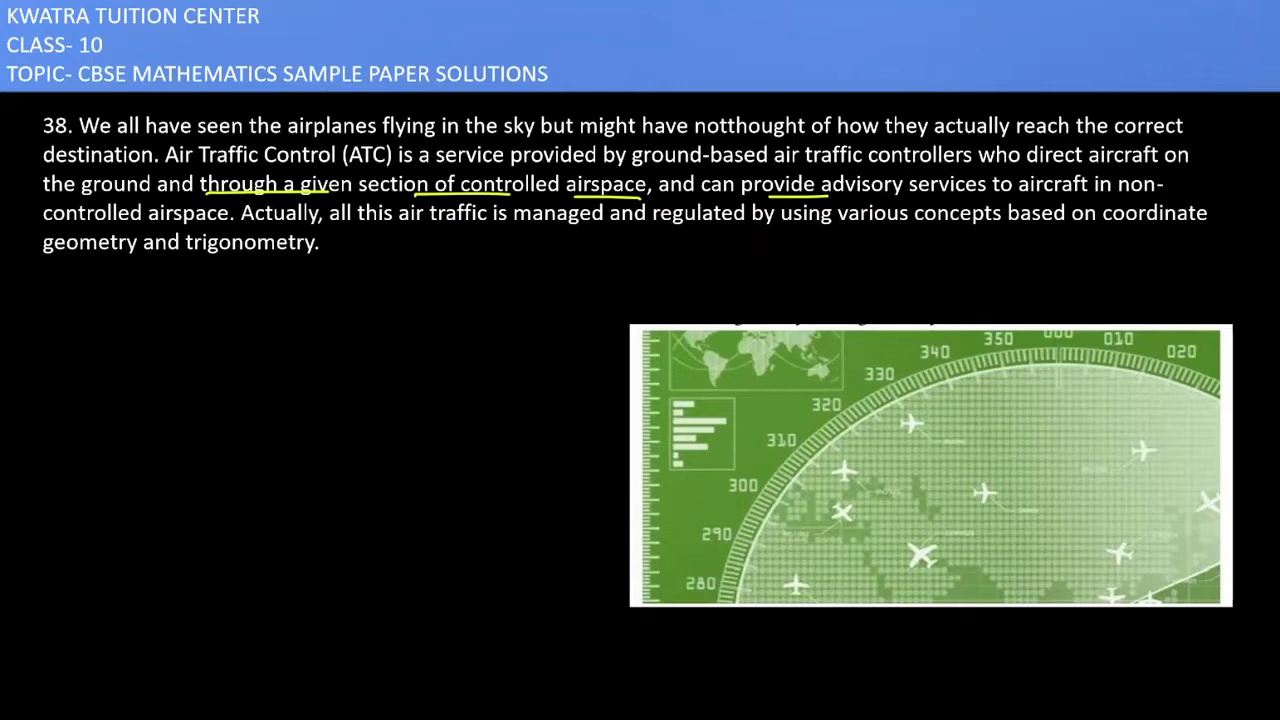 KWATRA TUITION CENTER
CLASS- 10
TOPIC- CBSE MATHEMATICS SAMPLE PAPER SOLUTIONS
38. We all have seen the airplanes flying in the sky but might have notthought of how they actually reach the correct
destination. Air Traffic Control (ATC) is a service provided by ground-based air traffic controllers who direct aircraft on
the ground and through a given section of controlled airspace, and can provide advisory services to aircraft in non-
controlled airspace. Actually, all this air traffic is managed and regulated by using various concepts based on coordinate
geometry and trigonometry.
350 000 010
340 020
330
320
310
300
290
280